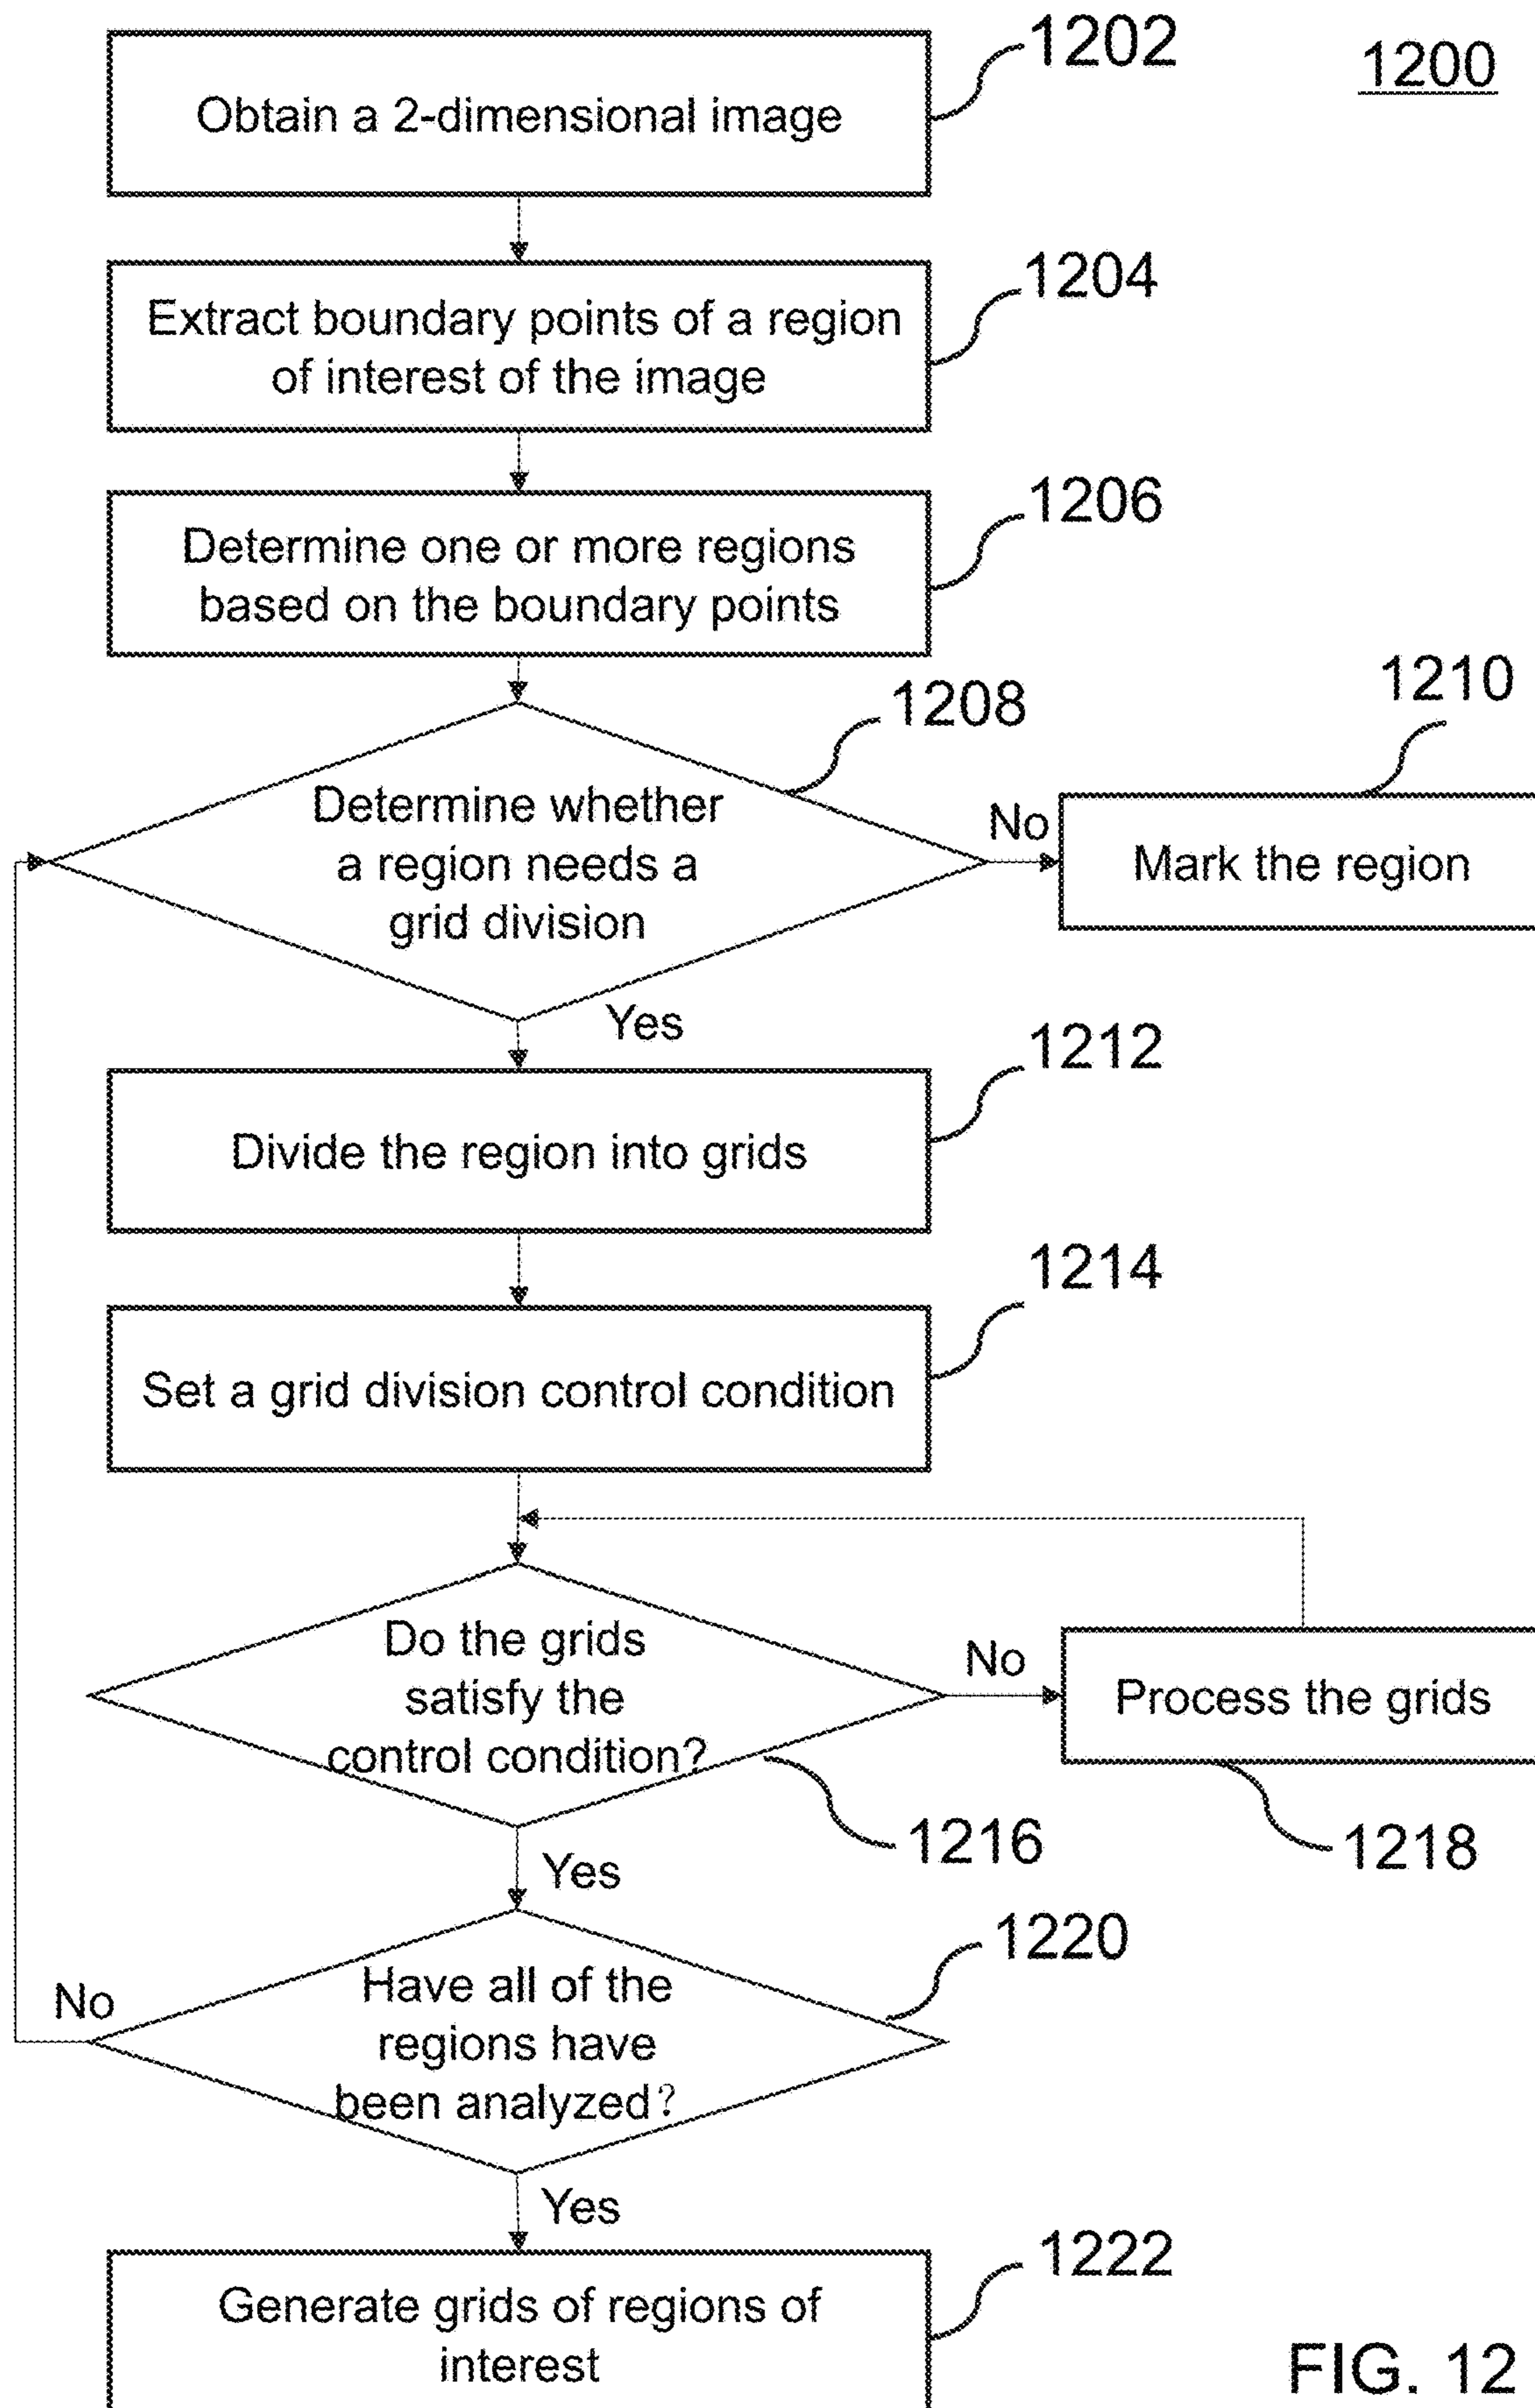 1202
1200
Obtain a 2-dimensional image
1204
Extract boundary points of a region
of interest of the image
1206
Determine one or more regions
based on the boundary points
1208
1210
Determine whether
a region needs a
grid division
No
Mark the region
Yes
1212
Divide the region into grids
1214
Set a grid division control condition
Do the grids
satisfy the
control condition?
No
Process the grids
1216
1218
Yes
1220
Have all of the
regions have
been analyzed?
No
Yes
1222
Generate grids of regions of
interest
FIG. 12